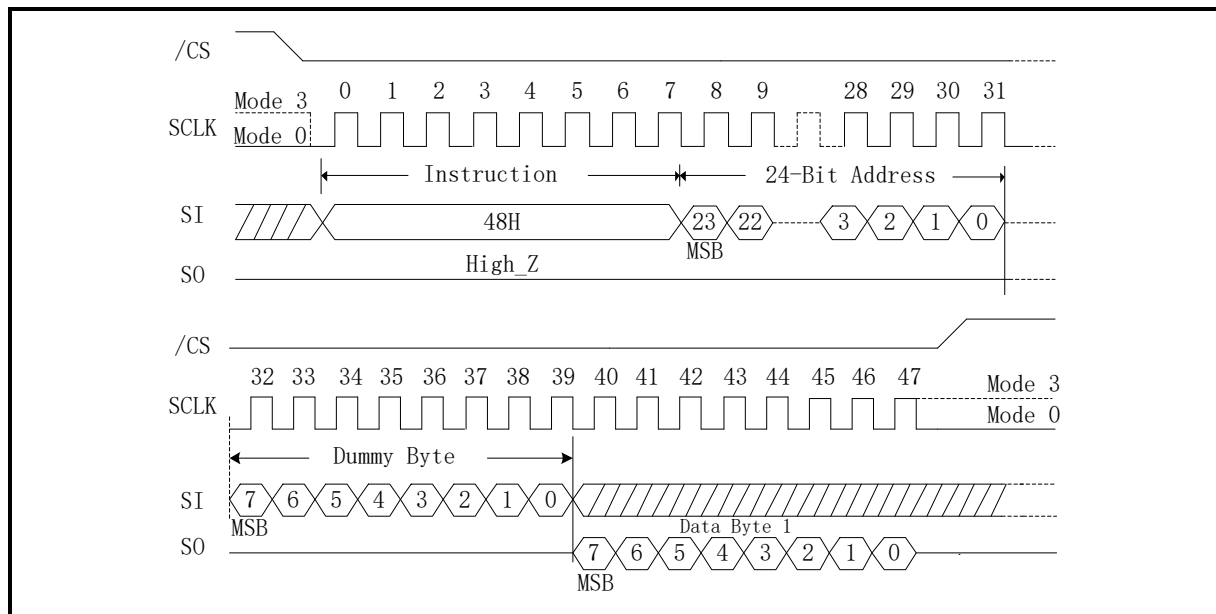 /CS
0 1 2 3 4 5 6 7 8 9 28 29 30 31
Mode 3
SCLK
Mode 0
Instruction 24-Bit Address
SI 48H 23 22 3 2 1 0
MSB
High_Z
SO
/CS
32 33 34 35 36 37 38 39 40 41 42 43 44 45 46 47
Mode 3
SCLK
Mode 0
Dummy Byte
SI 7 6 5 4 3 2 1 0
MSB
Data Byte 1
SO 7 6 5 4 3 2 1 0
MSB